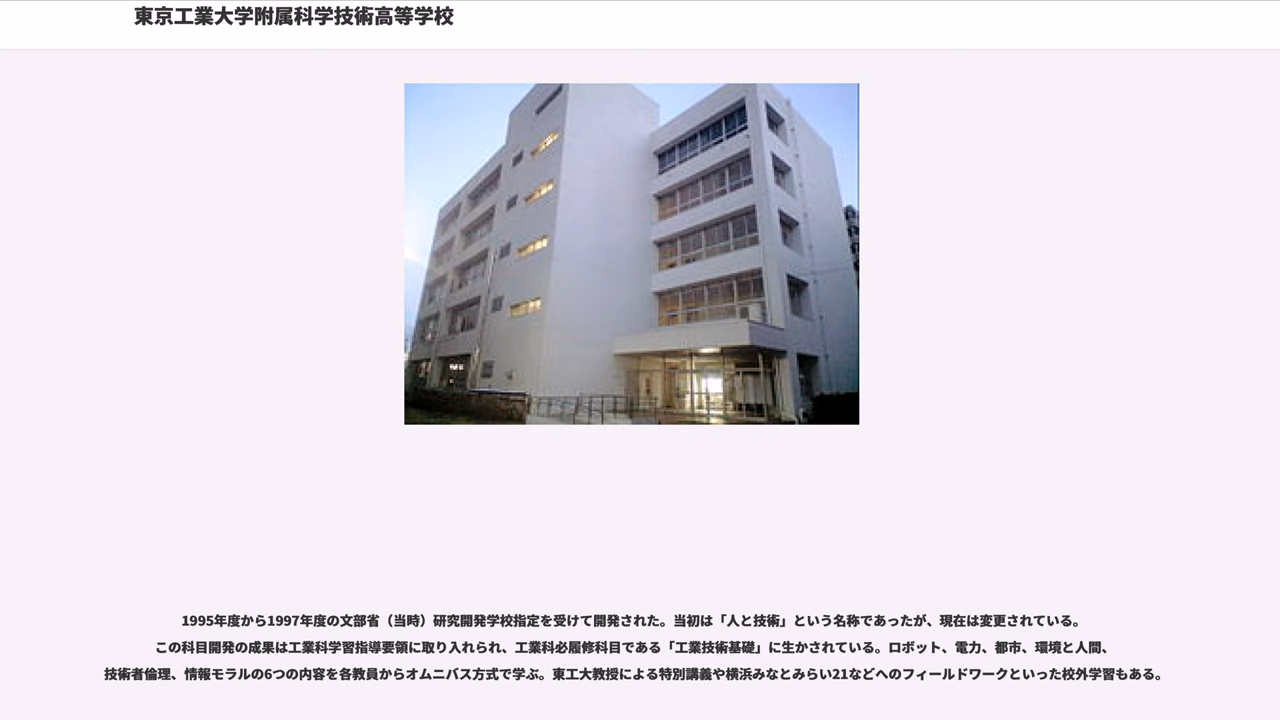 東京工業大学附属科学技術高等学校
1995年度から1997年度の文部省（当時）研究開発学校指定を受けて開発された。当初は「人と技術」という名称であったが、現在は変更されている。
この科目開発の成果は工業科学習指導要領に取り入れられ、工業科必履修科目である「工業技術基礎」に生かされている。ロボット、電力、都市、環境と人間、
技術者倫理、情報モラルの6つの内容を各教員からオムニバス方式で学ぶ。東工大教授による特別講義や横浜みなとみらい21などへのフィールドワークといった校外学習もある。